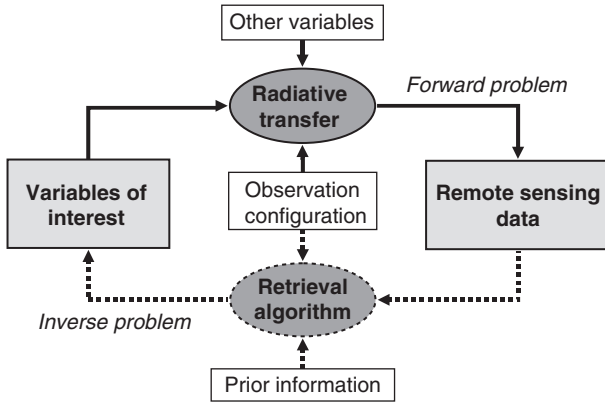 Other variables
Radiative
transfer
Forward problem
Variables of
interest
Observation
configuration
Remote sensing
data
Retrieval
algorithm
Inverse problem
Prior information